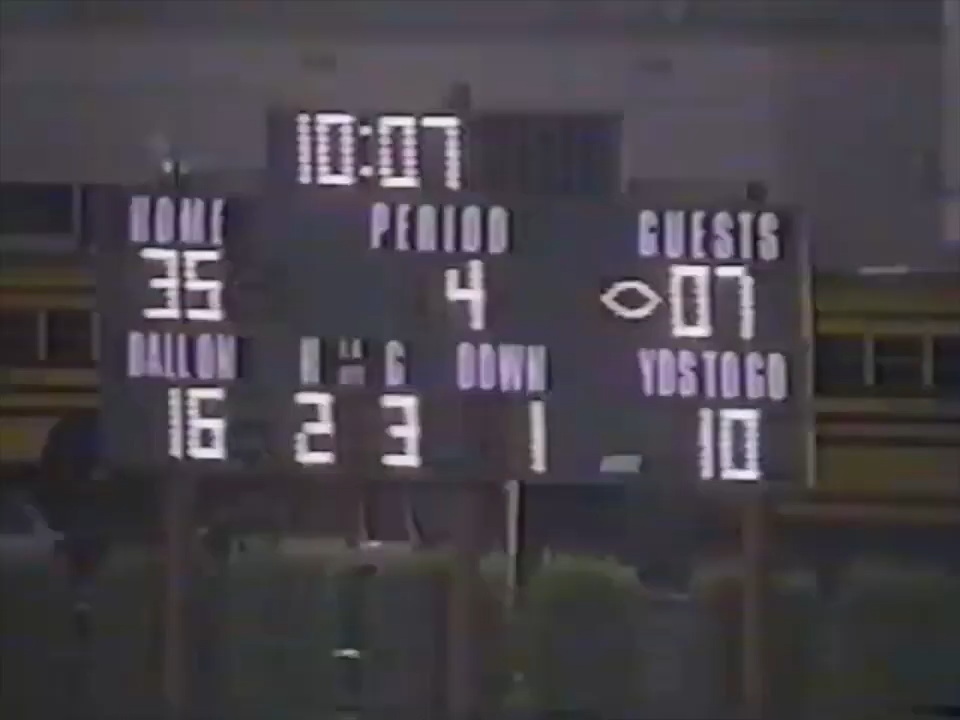 10:07
HOME PERIOD GUESTS
35 4 07
BALL ON H G DOWN YDS TO GO
16 2 3 1 10